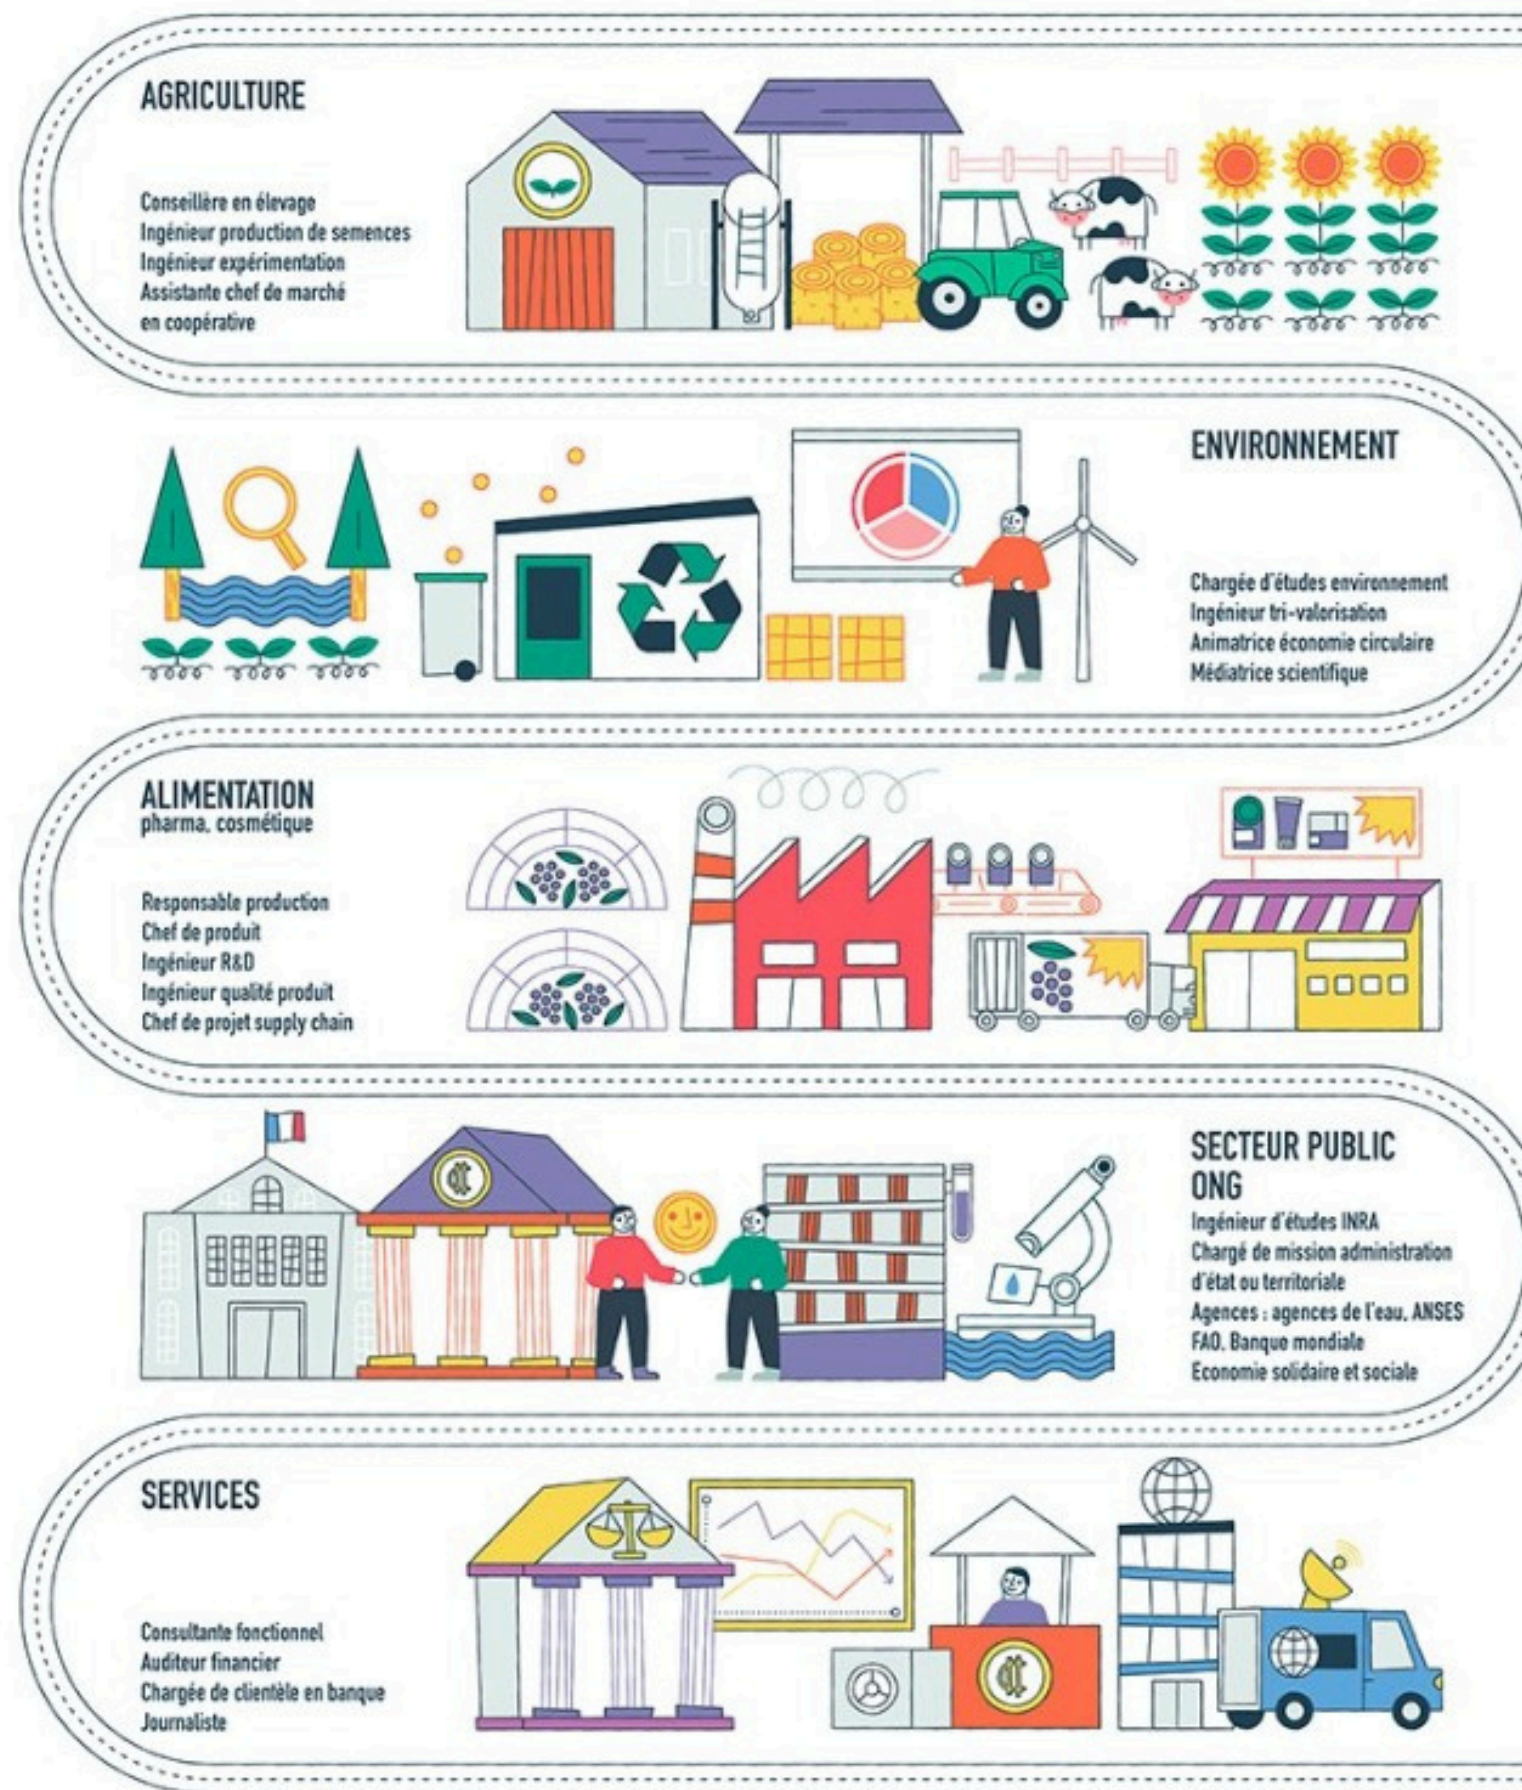 AGRICULTURE
Conseillère en élevage
Ingénieur production de semences
Ingénieur expérimentation
Assistante chef de marché
en coopérative
ENVIRONNEMENT
Chargée d'études environnement
Ingénieur tri-valorisation
Animatrice économie circulaire
Médiatrice scientifique
ALIMENTATION
pharma, cosmétique
Responsable production
Chef de produit
Ingénieur R&D
Ingénieur qualité produit
Chef de projet supply chain
SECTEUR PUBLIC
ONG
Ingénieur d'études INRA
Chargé de mission administration
d'état ou territoriale
Agences : agences de l'eau, ANSES
FAO, Banque mondiale
Economie solidaire et sociale
SERVICES
Consultante fonctionnel
Auditeur financier
Chargée de clientèle en banque
Journaliste